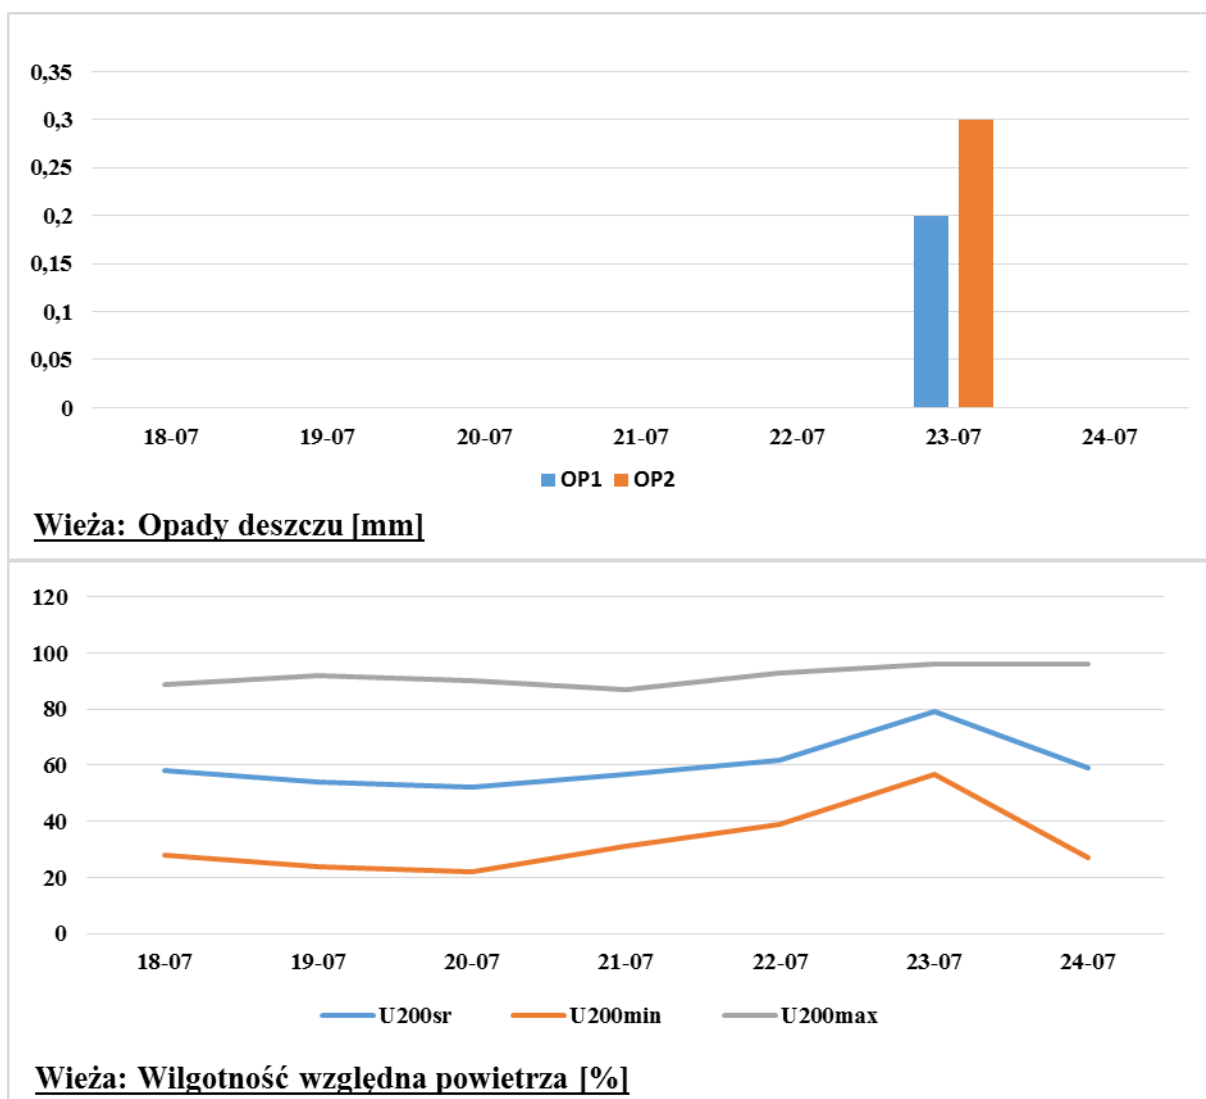 0,35
0,3
0,25
0,2
0,15
0,1
0,05
0
18-07 19-07 20-07 21-07 22-07 23-07 24-07
OP1 OP2
Wieża: Opady deszczu [mm]
120
100
80
60
40
20
0
18-07 19-07 20-07 21-07 22-07 23-07 24-07
U200sr U200min U200max
Wieża: Wilgotność względna powietrza [%]